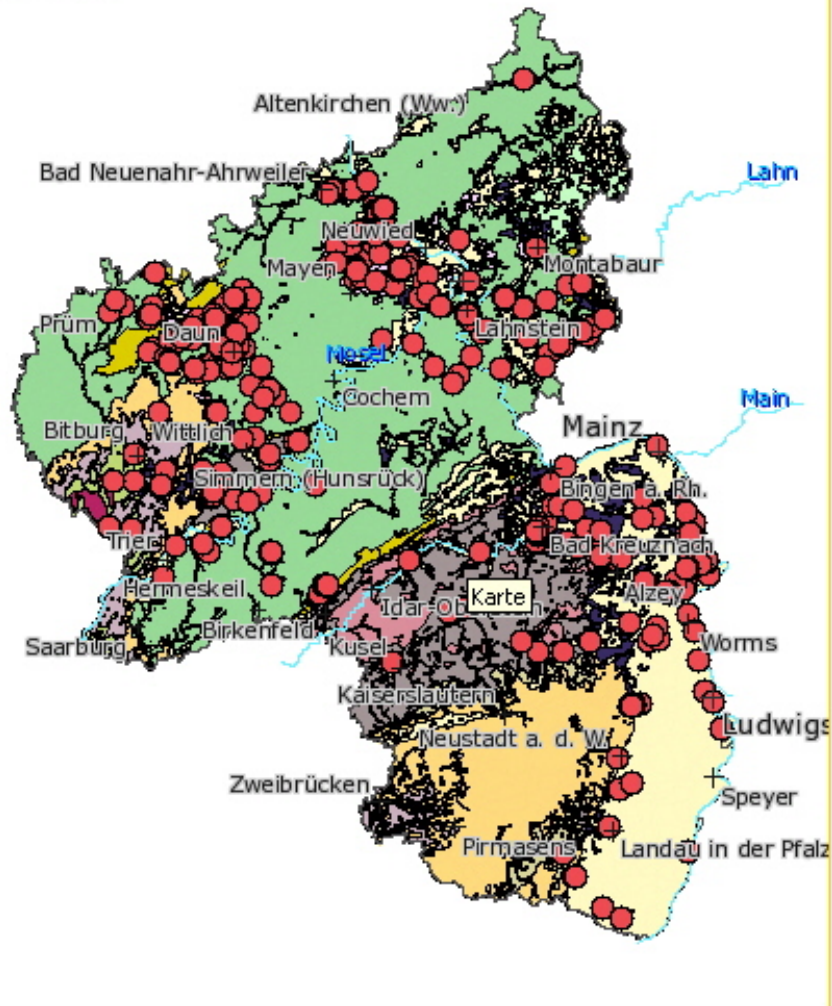 Altenkirchen (Ww.)
Bad Neuenahr-Ahrweiler
Lahn
Neuwied
Montabaur
Mayen
Prüm
Daun
Lahnstein
Mosel
Cochem
Main
Bitburg
Wittlich
Mainz
Simmern (Hunsrück)
Bingen a. Rh.
Trier
Bad Kreuznach
Hermeskeil
Alzey
Karte
Idar-Ob
Birkenfeld
Saarburg
Kusel
Worms
Kaiserslautern
Ludwigs
Neustadt a. d. W.
Zweibrücken
Speyer
Pirmasens
Landau in der Pfalz